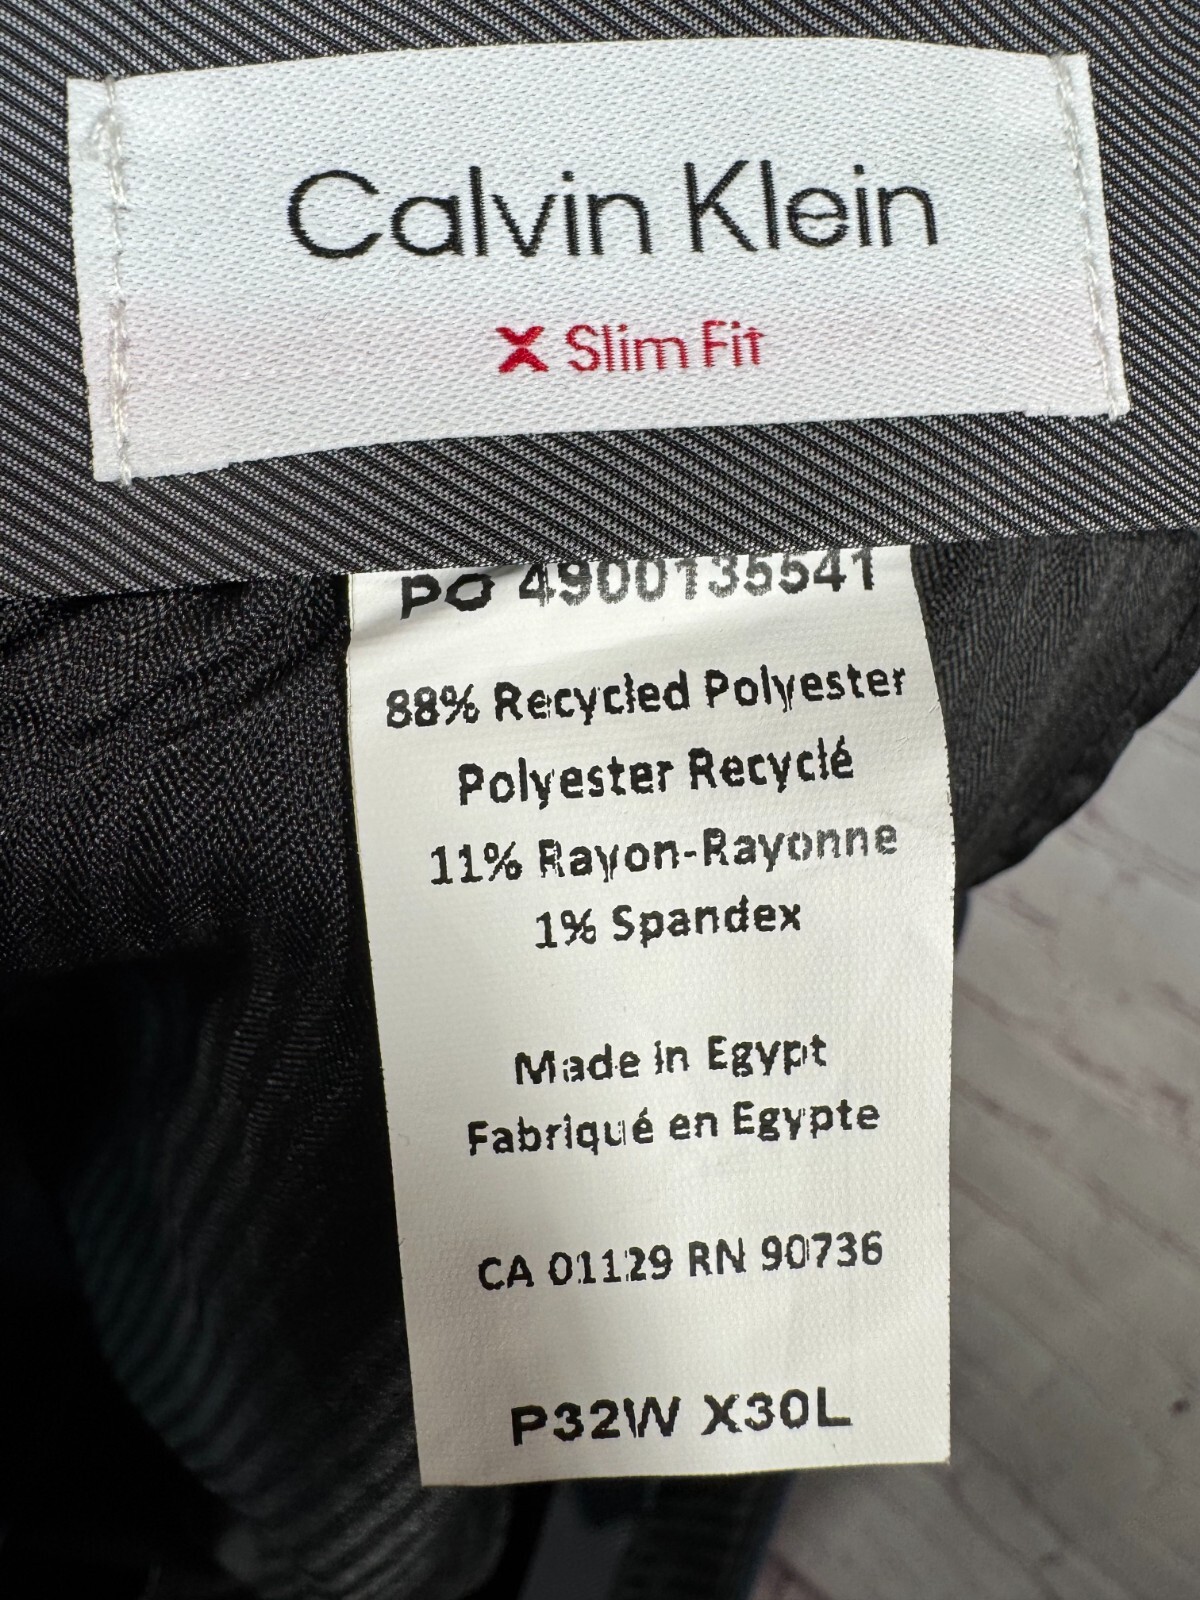 Calvin Klein
X Slim Fit
PO 4900135541
88% Recycled Polyester
Polyester Recyclé
11% Rayon-Rayonne
1% Spandex
Made in Egypt
Fabriqué en Egypte
CA 01129 RN 90736
P32W X30L